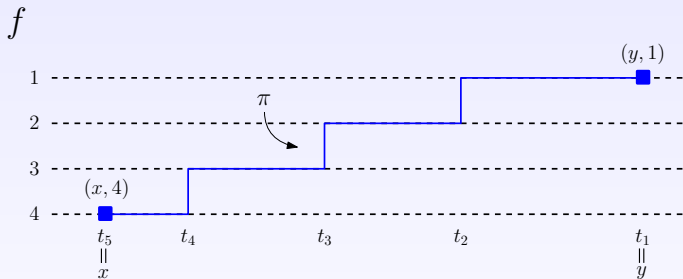 f
(y, 1)
1
π
2
3
(x, 4)
4
t₅ t₄ t₃ t₂ t₁
= =
x y